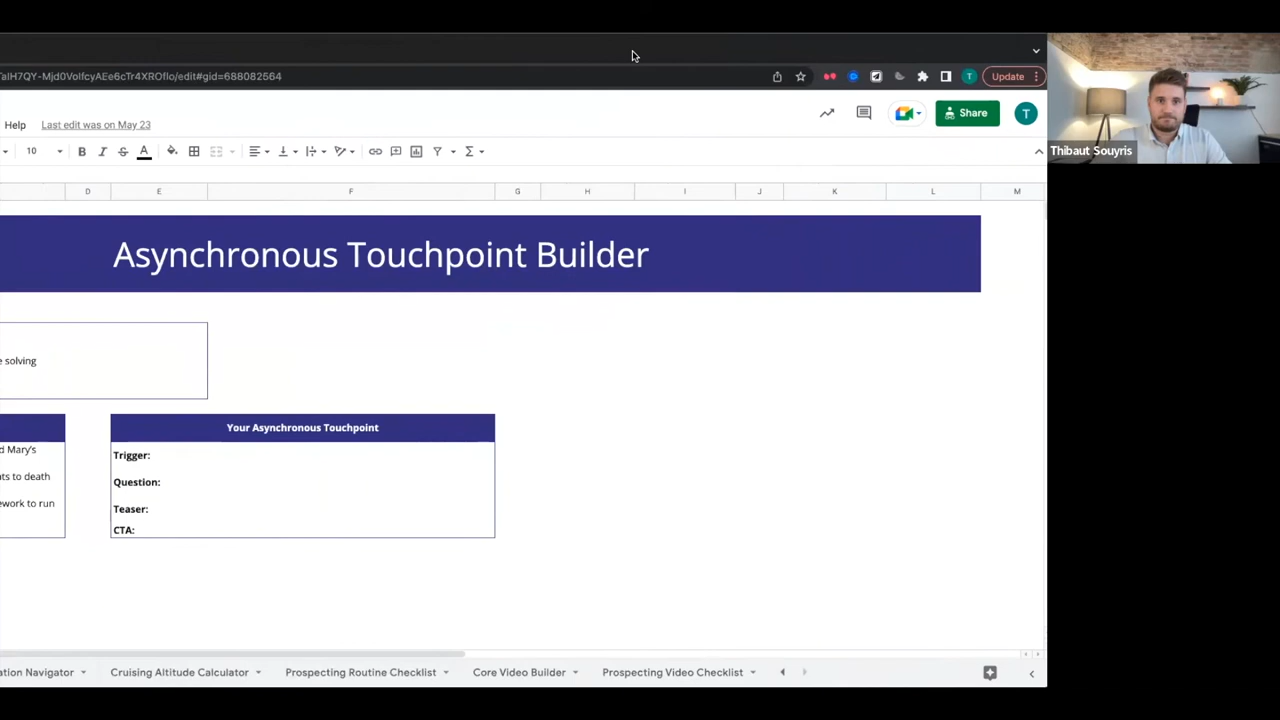 edit#gid=688082564
Update
Help
Last edit was on May 23
Share
T
Thibaut Souyris
10
B
I
S
A
D
E
F
G
H
I
J
K
L
M
Asynchronous Touchpoint Builder
e solving
Your Asynchronous Touchpoint
d Mary's
Trigger:
ts to death
Question:
ework to run
Teaser:
CTA:
ation Navigator
Cruising Altitude Calculator
Prospecting Routine Checklist
Core Video Builder
Prospecting Video Checklist